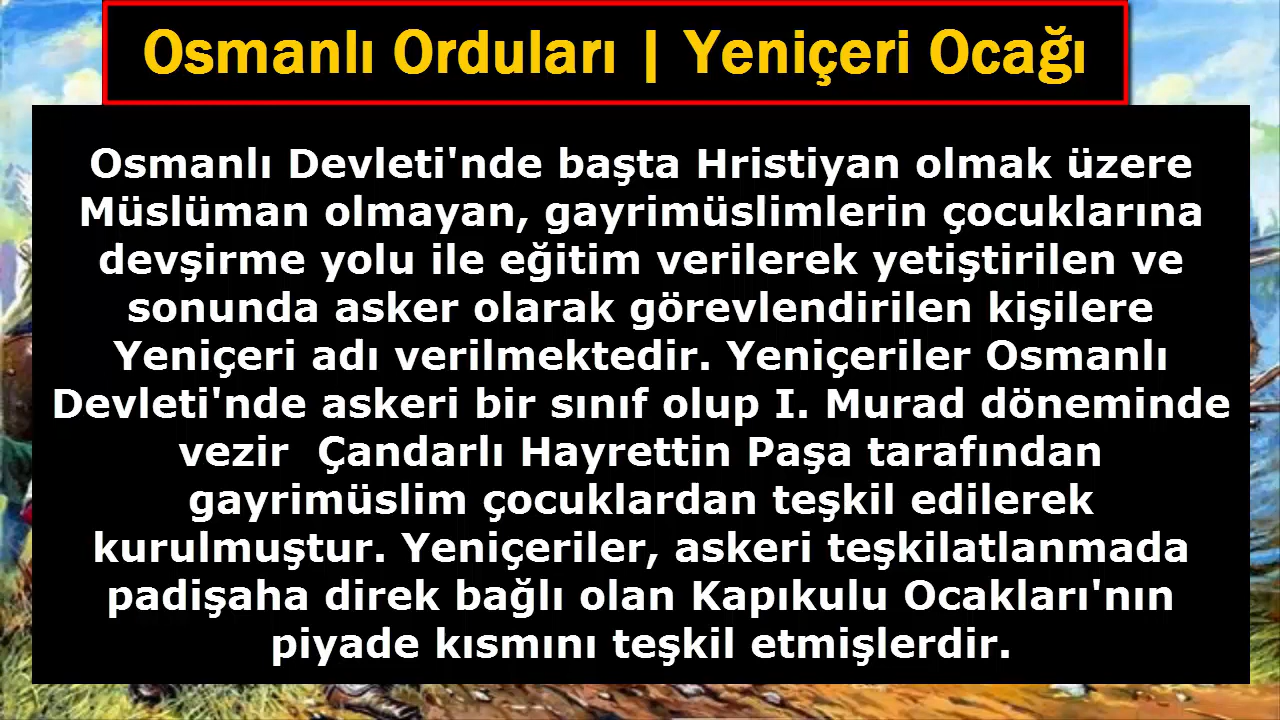 Osmanlı Orduları | Yeniçeri Ocağı
Osmanlı Devleti'nde başta Hristiyan olmak üzere
Müslüman olmayan, gayrimüslimlerin çocuklarına
devşirme yolu ile eğitim verilerek yetiştirilen ve
sonunda asker olarak görevlendirilen kişilere
Yeniçeri adı verilmektedir. Yeniçeriler Osmanlı
Devleti'nde askeri bir sınıf olup I. Murad döneminde
vezir  Çandarlı Hayrettin Paşa tarafından
gayrimüslim çocuklardan teşkil edilerek
kurulmuştur. Yeniçeriler, askeri teşkilatlanmada
padişaha direk bağlı olan Kapıkulu Ocakları'nın
piyade kısmını teşkil etmişlerdir.